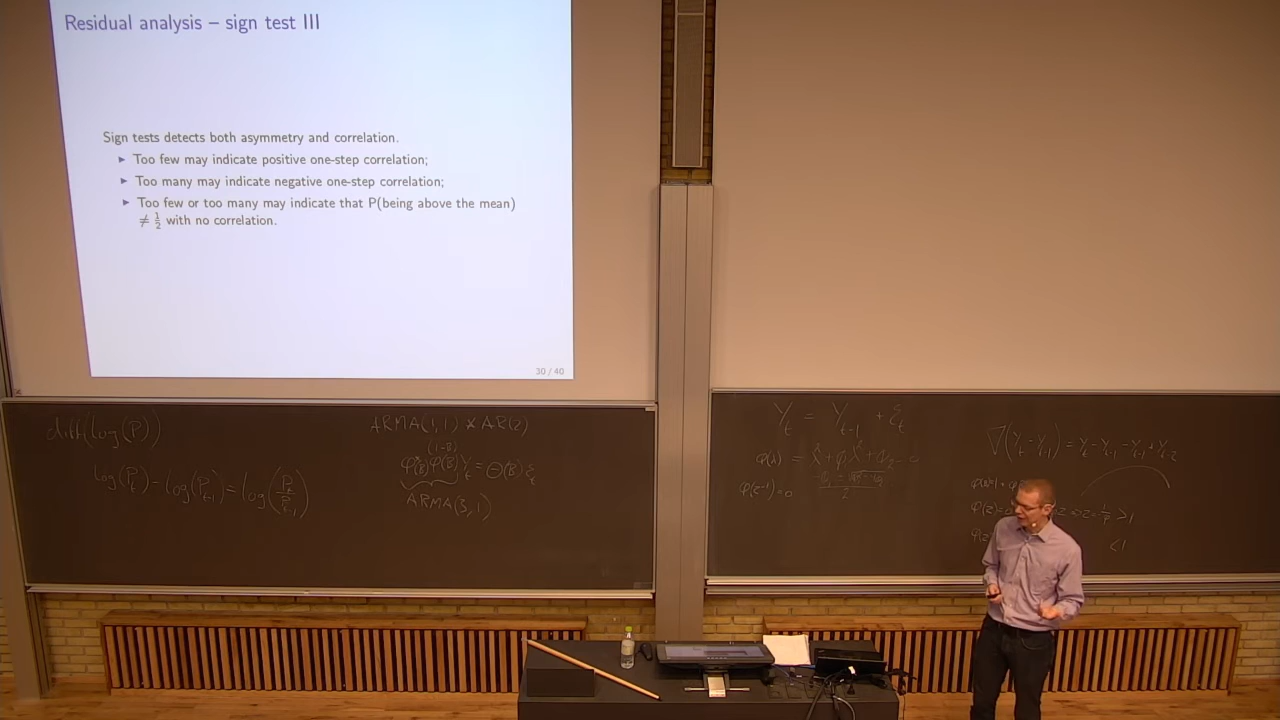 Residual analysis – sign test III
Sign tests detects both asymmetry and correlation.
▶ Too few may indicate positive one-step correlation;
▶ Too many may indicate negative one-step correlation;
▶ Too few or too many may indicate that P(being above the mean)
≠ 1/2 with no correlation.
30 / 40
diff(log(P))
log(P_t) - log(P_{t-1}) = log(P_t/P_{t-1})
ARMA(1,1) * AR(2)
(1-B)
φ*(B) φ(B) Y_t = Θ(B) ε_t
ARMA(3,1)
Y_t = Y_{t-1} + ε_t
φ(z^{-1}) = 0
∇(Y_t - Y_{t-1}) = Y_t - Y_{t-1} - Y_{t-1} + Y_{t-2}
>1
<1